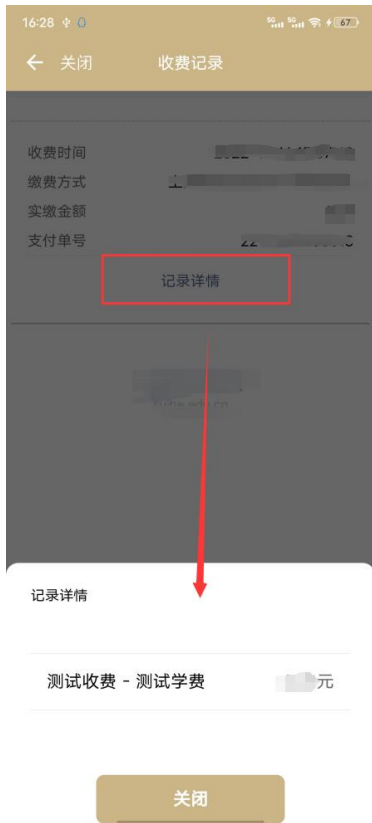 16:28
67
关闭 收费记录
收费时间
缴费方式
实缴金额
支付单号
记录详情
记录详情
测试收费 - 测试学费 元
关闭